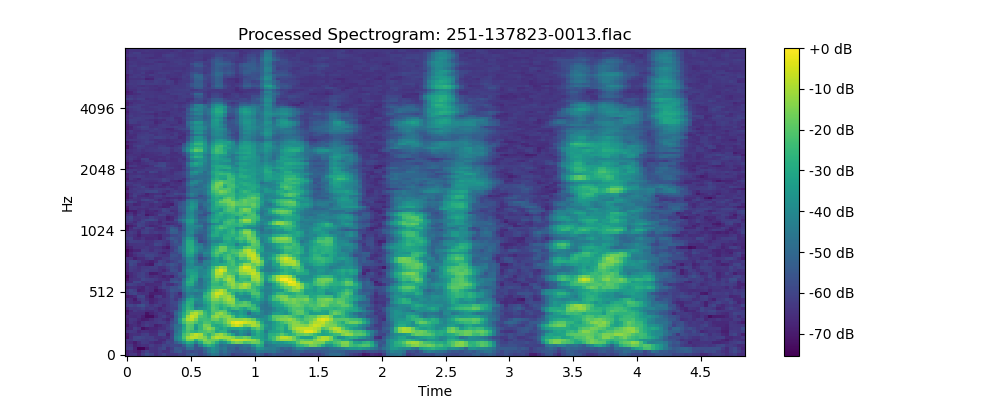 Processed Spectrogram: 251-137823-0013.flac
+0 dB
-10 dB
-20 dB
-30 dB
-40 dB
-50 dB
-60 dB
-70 dB
Hz
4096
2048
1024
512
0
0 0.5 1 1.5 2 2.5 3 3.5 4 4.5
Time